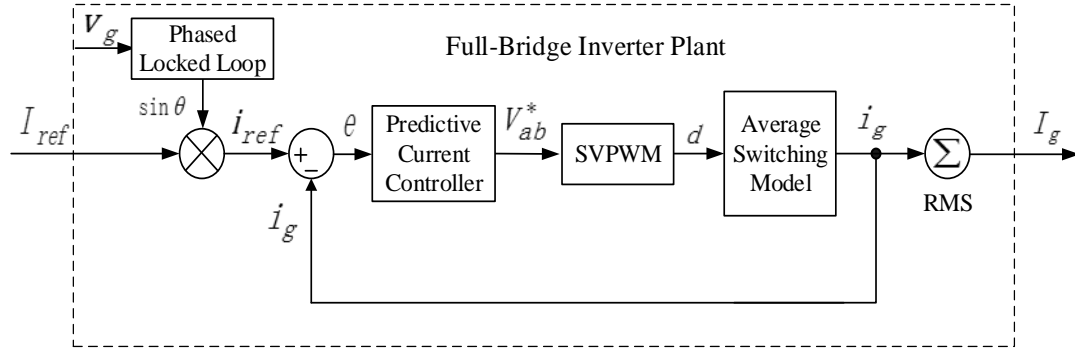 v_g
Phased
Locked Loop
Full-Bridge Inverter Plant
sin θ
I_ref
i_ref
+
−
e
Predictive
Current
Controller
V*_ab
SVPWM
d
Average
Switching
Model
i_g
Σ
RMS
I_g
i_g